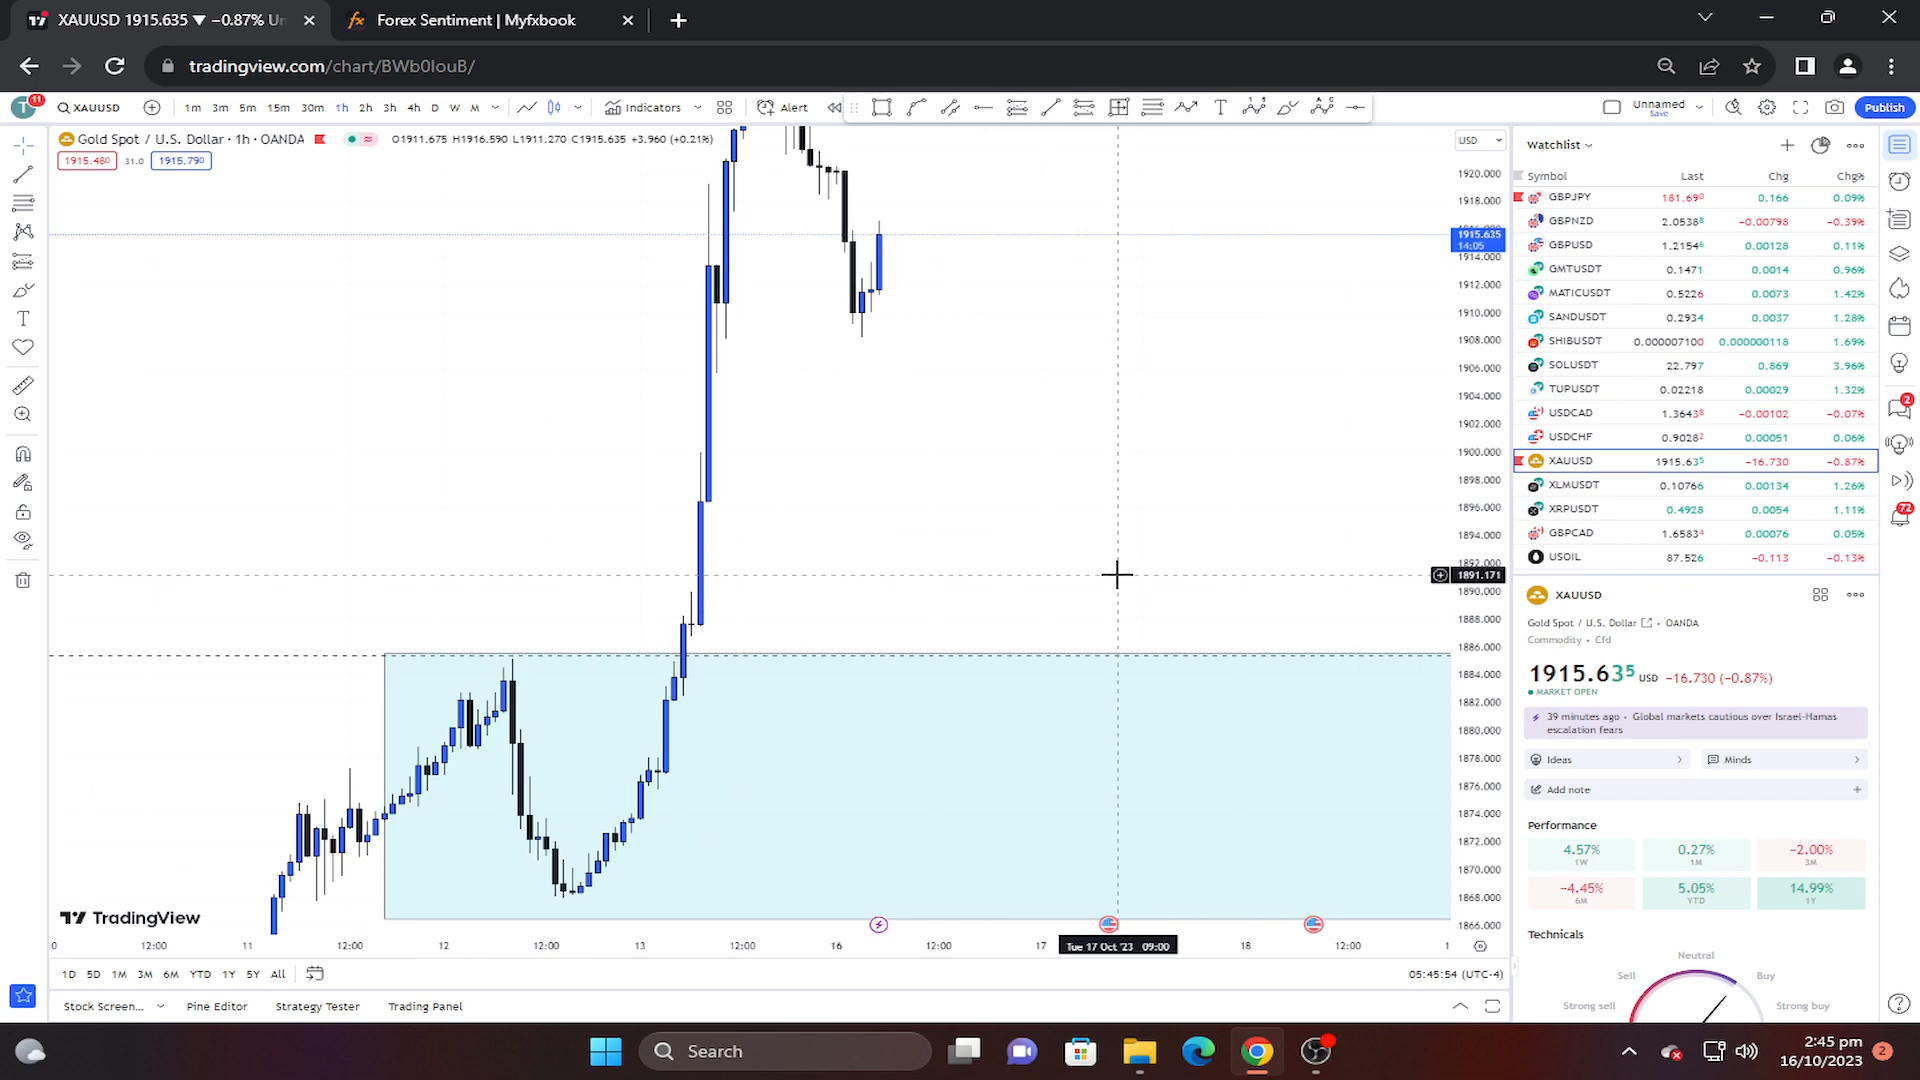 XAUUSD 1915.635 ▼ −0.87% Un
Forex Sentiment | Myfxbook
tradingview.com/chart/BWb0IouB/
T
11
XAUUSD
1m 3m 5m 15m 30m 1h 2h 3h 4h D W M
Indicators
Alert
Unnamed
Save
Publish
Gold Spot / U.S. Dollar · 1h · OANDA
O1911.675 H1916.590 L1911.270 C1915.635 +3.960 (+0.21%)
1915.480 31.0 1915.790
USD
1920.000
1918.000
1915.635
14:05
1914.000
1912.000
1910.000
1908.000
1906.000
1904.000
1902.000
1900.000
1898.000
1896.000
1894.000
1892.000
1891.171
1890.000
1888.000
1886.000
1884.000
1882.000
1880.000
1878.000
1876.000
1874.000
1872.000
1870.000
1868.000
1866.000
TradingView
0 12:00 11 12:00 12 12:00 13 12:00 16 12:00 17 Tue 17 Oct '23 09:00 18 12:00 1
1D 5D 1M 3M 6M YTD 1Y 5Y All
05:45:54 (UTC-4)
Stock Screen... Pine Editor Strategy Tester Trading Panel
Watchlist
Symbol Last Chg Chg%
GBPJPY 181.690 0.166 0.09%
GBPNZD 2.05388 −0.00798 −0.39%
GBPUSD 1.21546 0.00128 0.11%
GMTUSDT 0.1471 0.0014 0.96%
MATICUSDT 0.5226 0.0073 1.42%
SANDUSDT 0.2934 0.0037 1.28%
SHIBUSDT 0.000007100 0.000000118 1.69%
SOLUSDT 22.797 0.869 3.96%
TUPUSDT 0.02218 0.00029 1.32%
USDCAD 1.36438 −0.00102 −0.07%
USDCHF 0.90282 0.00051 0.06%
XAUUSD 1915.635 −16.730 −0.87%
XLMUSDT 0.10766 0.00134 1.26%
XRPUSDT 0.4928 0.0054 1.11%
GBPCAD 1.65834 0.00076 0.05%
USOIL 87.526 −0.113 −0.13%
XAUUSD
Gold Spot / U.S. Dollar · OANDA
Commodity · Cfd
1915.635 USD −16.730 (−0.87%)
MARKET OPEN
39 minutes ago · Global markets cautious over Israel-Hamas
escalation fears
Ideas
Minds
Add note
Performance
4.57% 0.27% −2.00%
1W 1M 3M
−4.45% 5.05% 14.99%
6M YTD 1Y
Technicals
Neutral
Sell Buy
Strong sell Strong buy
2
72
Search
2:45 pm
16/10/2023
2